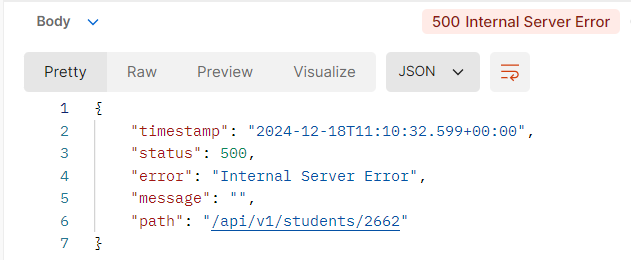 Body 500 Internal Server Error
Pretty Raw Preview Visualize JSON
1 {
2 "timestamp": "2024-12-18T11:10:32.599+00:00",
3 "status": 500,
4 "error": "Internal Server Error",
5 "message": "",
6 "path": "/api/v1/students/2662"
7 }